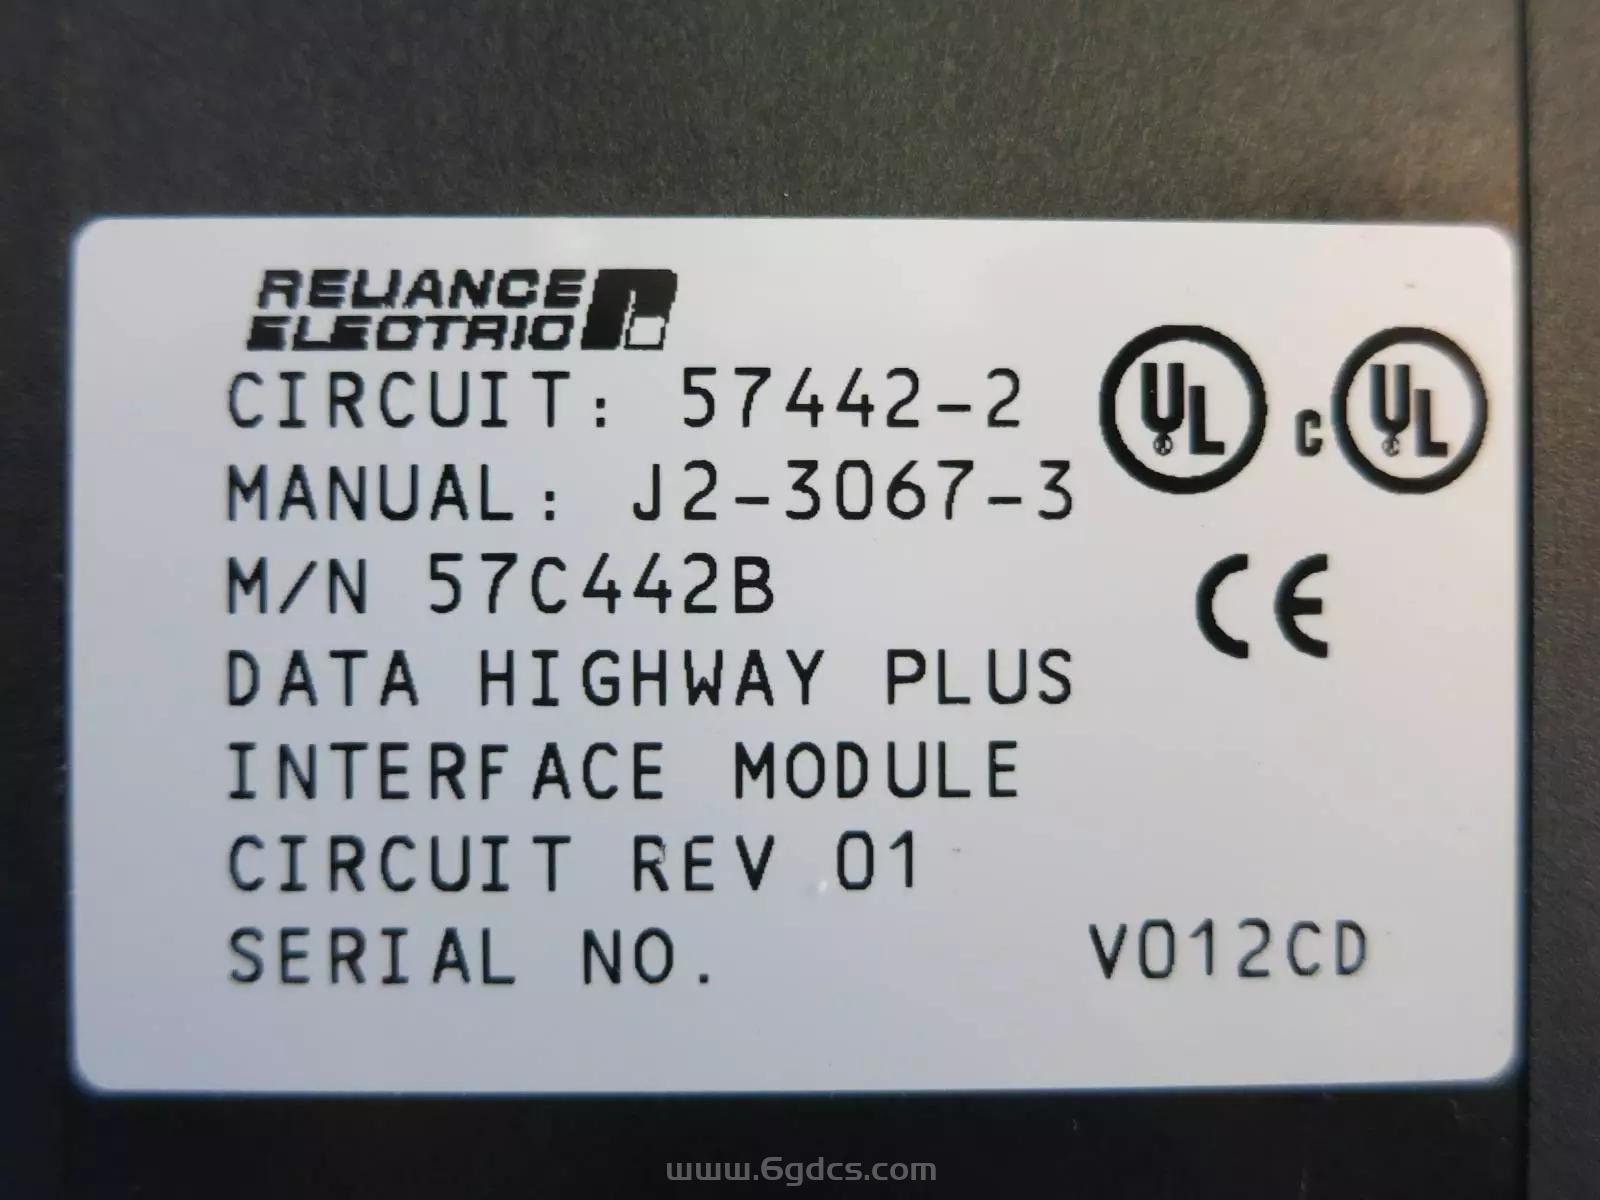 RELIANCE
ELECTRIC
CIRCUIT: 57442-2
MANUAL: J2-3067-3
M/N 57C442B
DATA HIGHWAY PLUS
INTERFACE MODULE
CIRCUIT REV 01
SERIAL NO. V012CD
UL
c UL
CE
www.6gdcs.com